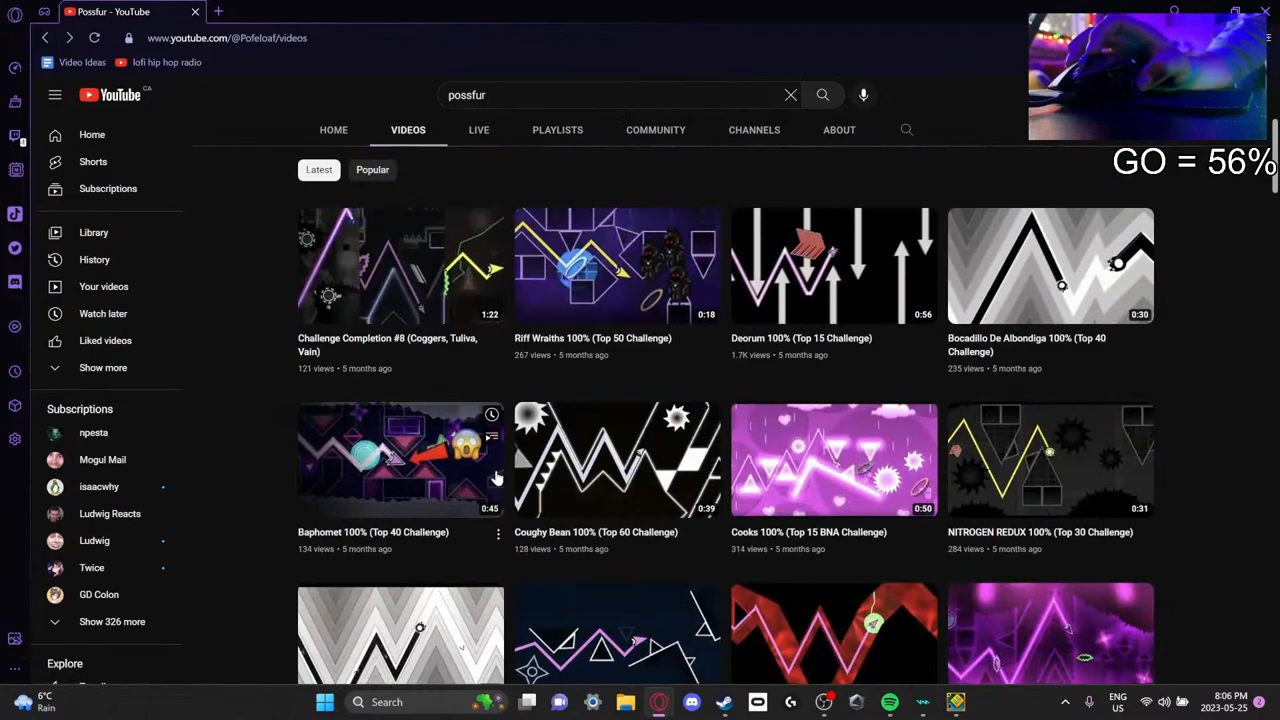 Possfur - YouTube
www.youtube.com/@Pofeloaf/videos
Video Ideas
lofi hip hop radio
YouTube CA
possfur
HOME VIDEOS LIVE PLAYLISTS COMMUNITY CHANNELS ABOUT
GO = 56%
Latest Popular
Home
Shorts
Subscriptions
Library
History
Your videos
Watch later
Liked videos
Show more
Subscriptions
npesta
Mogul Mail
isaacwhy
Ludwig Reacts
Ludwig
Twice
GD Colon
Show 326 more
Explore
1:22
Challenge Completion #8 (Coggers, Tuliva,
Vain)
121 views • 5 months ago
0:18
Riff Wraiths 100% (Top 50 Challenge)
267 views • 5 months ago
0:56
Deorum 100% (Top 15 Challenge)
1.7K views • 5 months ago
0:30
Bocadillo De Albondiga 100% (Top 40
Challenge)
235 views • 5 months ago
0:45
Baphomet 100% (Top 40 Challenge)
134 views • 5 months ago
0:39
Coughy Bean 100% (Top 60 Challenge)
128 views • 5 months ago
0:50
Cooks 100% (Top 15 BNA Challenge)
314 views • 5 months ago
0:31
NITROGEN REDUX 100% (Top 30 Challenge)
284 views • 5 months ago
6°C
Rain
Search
ENG
US
8:06 PM
2023-05-25
2